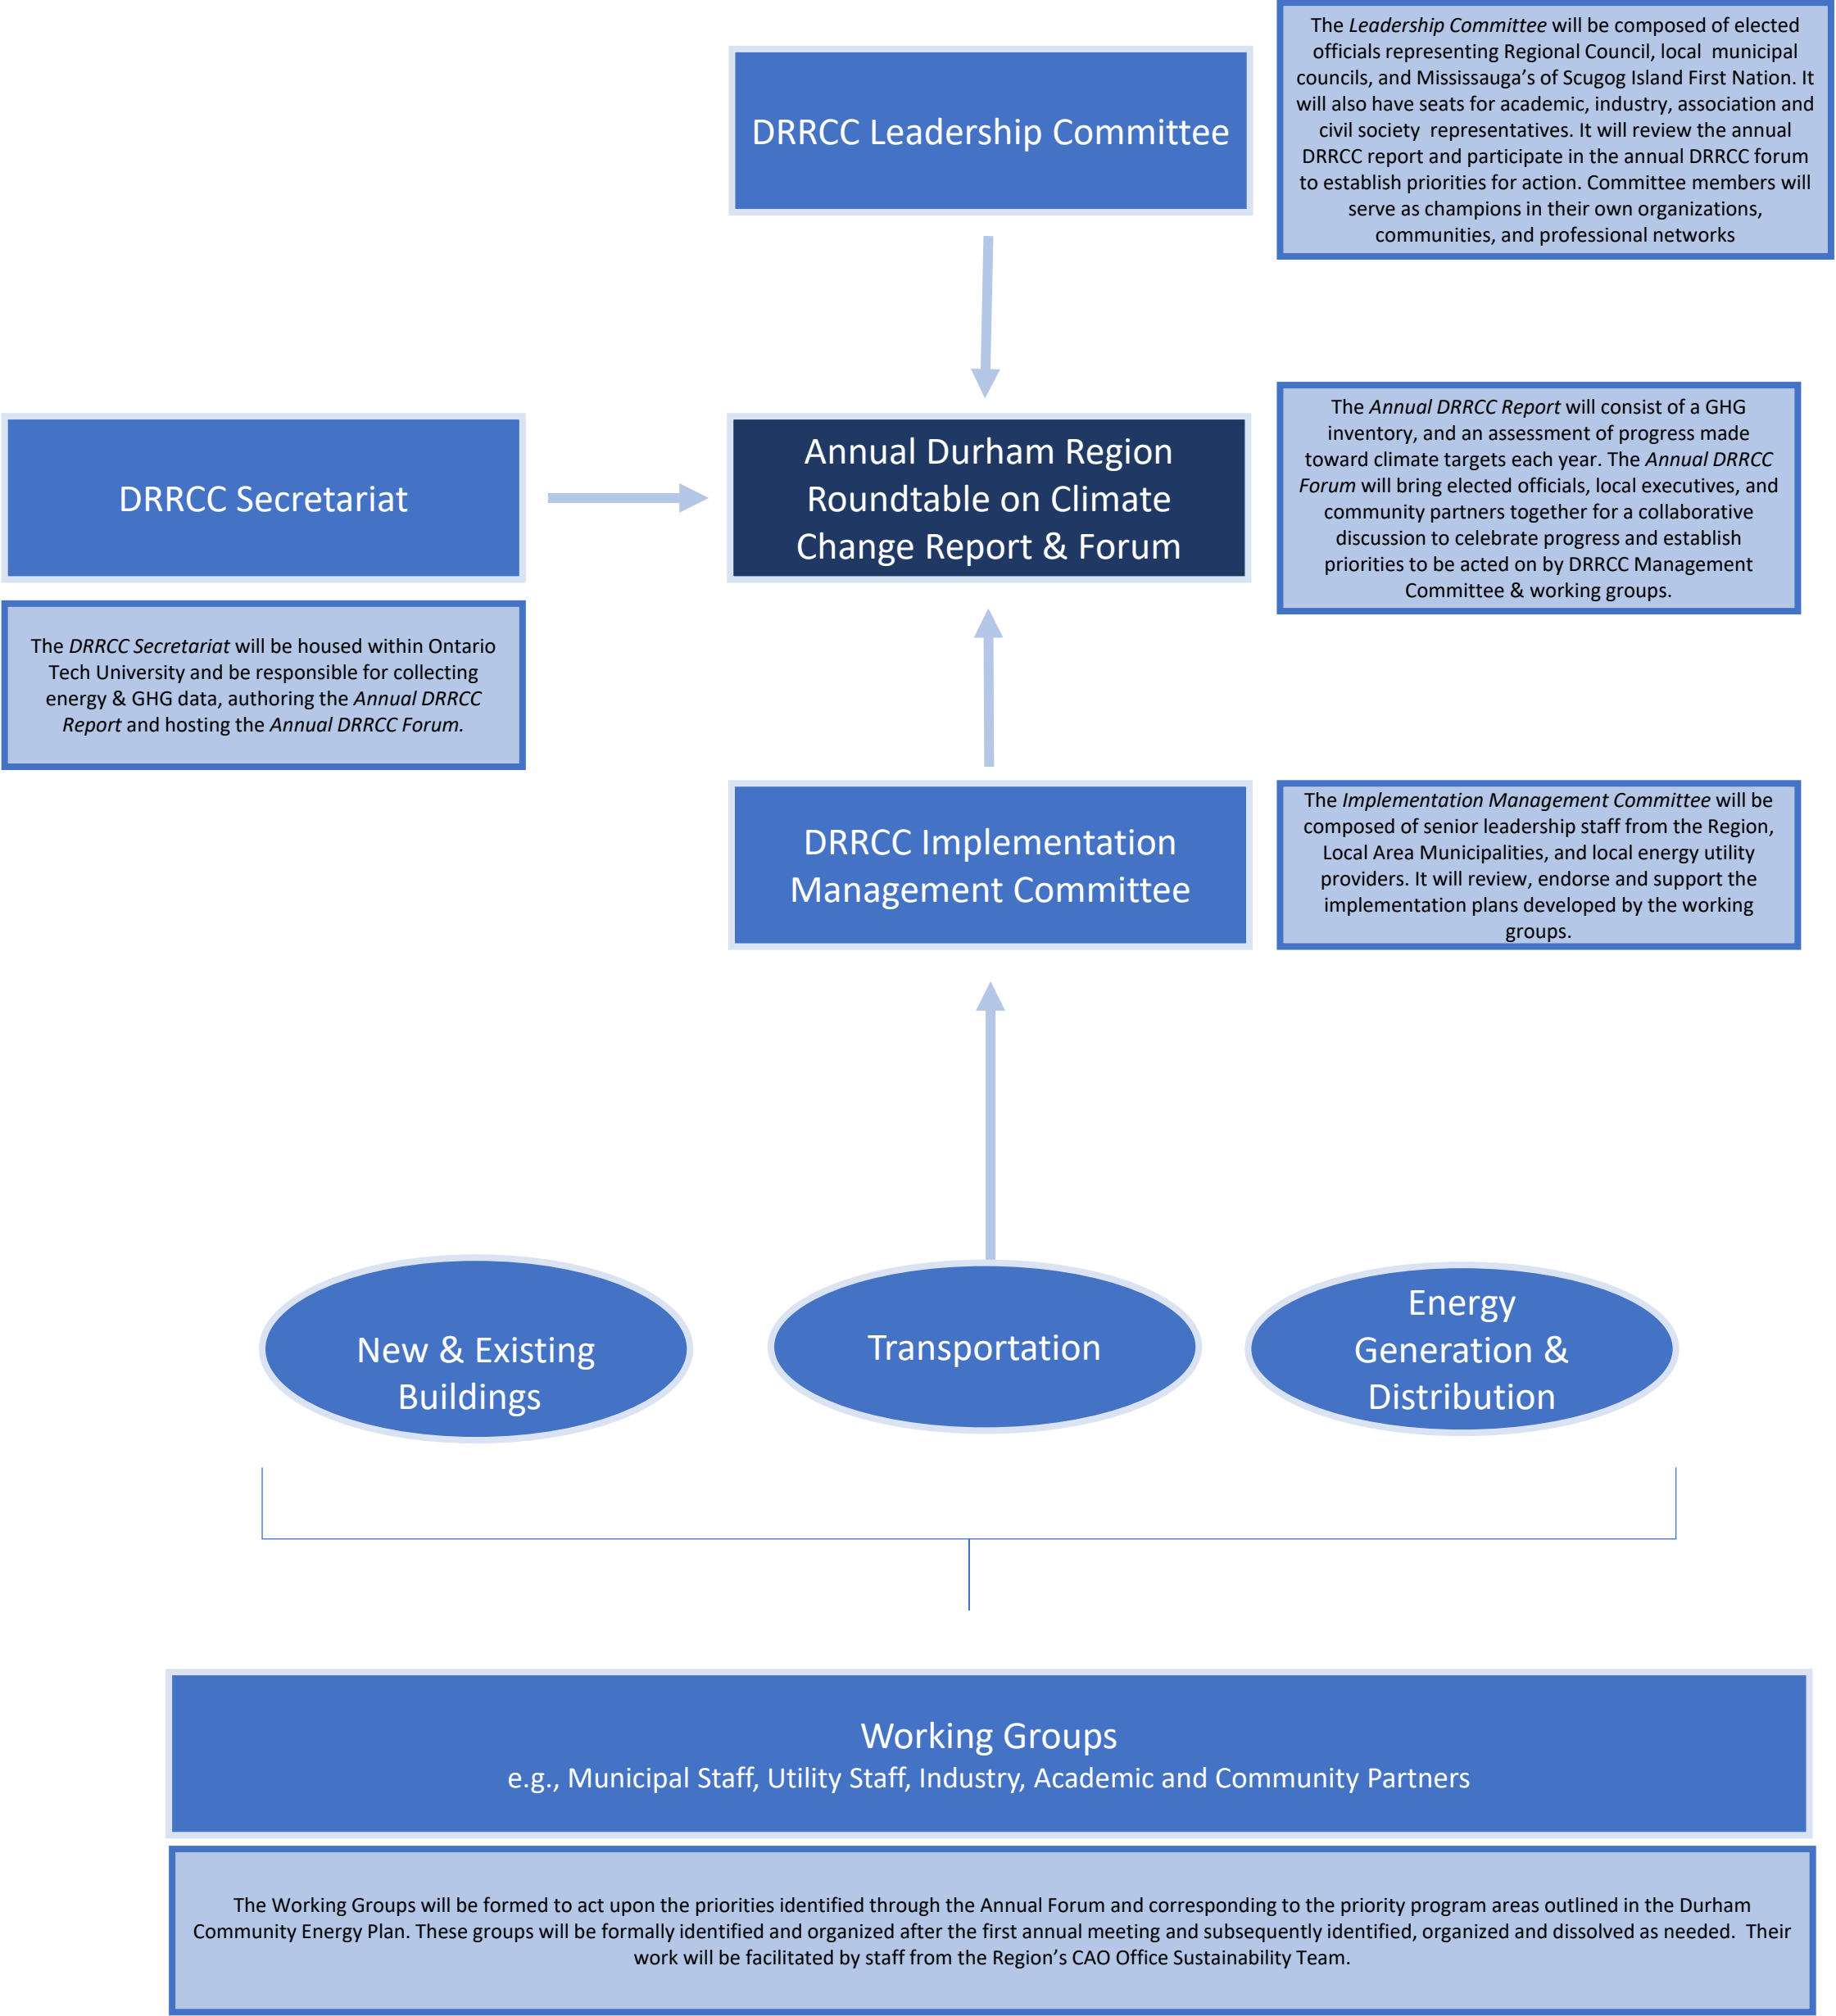 DRRCC Leadership Committee
The Leadership Committee will be composed of elected
officials representing Regional Council, local municipal
councils, and Mississauga's of Scugog Island First Nation. It
will also have seats for academic, industry, association and
civil society representatives. It will review the annual
DRRCC report and participate in the annual DRRCC forum
to establish priorities for action. Committee members will
serve as champions in their own organizations,
communities, and professional networks
DRRCC Secretariat
The DRRCC Secretariat will be housed within Ontario
Tech University and be responsible for collecting
energy & GHG data, authoring the Annual DRRCC
Report and hosting the Annual DRRCC Forum.
Annual Durham Region
Roundtable on Climate
Change Report & Forum
The Annual DRRCC Report will consist of a GHG
inventory, and an assessment of progress made
toward climate targets each year. The Annual DRRCC
Forum will bring elected officials, local executives, and
community partners together for a collaborative
discussion to celebrate progress and establish
priorities to be acted on by DRRCC Management
Committee & working groups.
DRRCC Implementation
Management Committee
The Implementation Management Committee will be
composed of senior leadership staff from the Region,
Local Area Municipalities, and local energy utility
providers. It will review, endorse and support the
implementation plans developed by the working
groups.
New & Existing
Buildings
Transportation
Energy
Generation &
Distribution
Working Groups
e.g., Municipal Staff, Utility Staff, Industry, Academic and Community Partners
The Working Groups will be formed to act upon the priorities identified through the Annual Forum and corresponding to the priority program areas outlined in the Durham
Community Energy Plan. These groups will be formally identified and organized after the first annual meeting and subsequently identified, organized and dissolved as needed. Their
work will be facilitated by staff from the Region's CAO Office Sustainability Team.